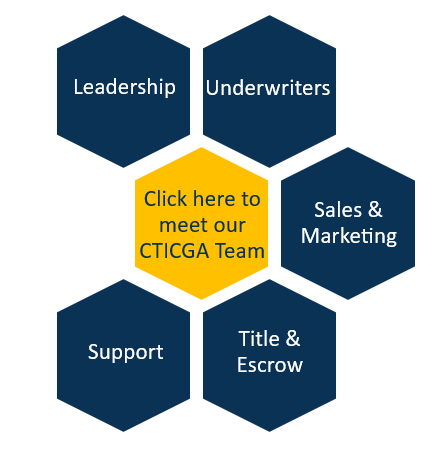 Leadership
Underwriters
Click here to
meet our
CTICGA Team
Sales &
Marketing
Support
Title &
Escrow